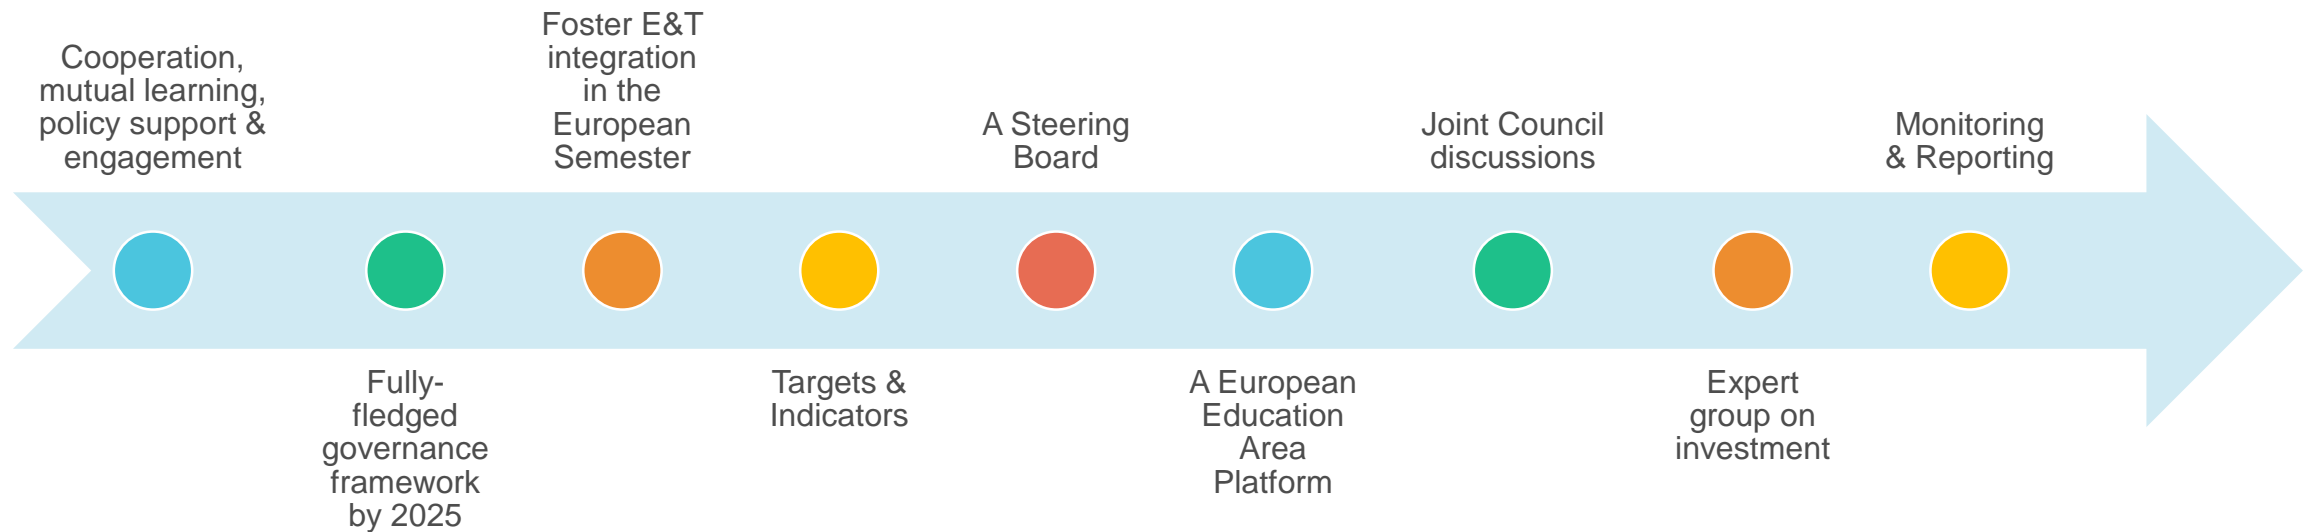 Cooperation,
mutual learning,
policy support &
engagement
Fully-
fledged
governance
framework
by 2025
Foster E&T
integration
in the
European
Semester
Targets &
Indicators
A Steering
Board
A European
Education
Area
Platform
Joint Council
discussions
Expert
group on
investment
Monitoring
& Reporting